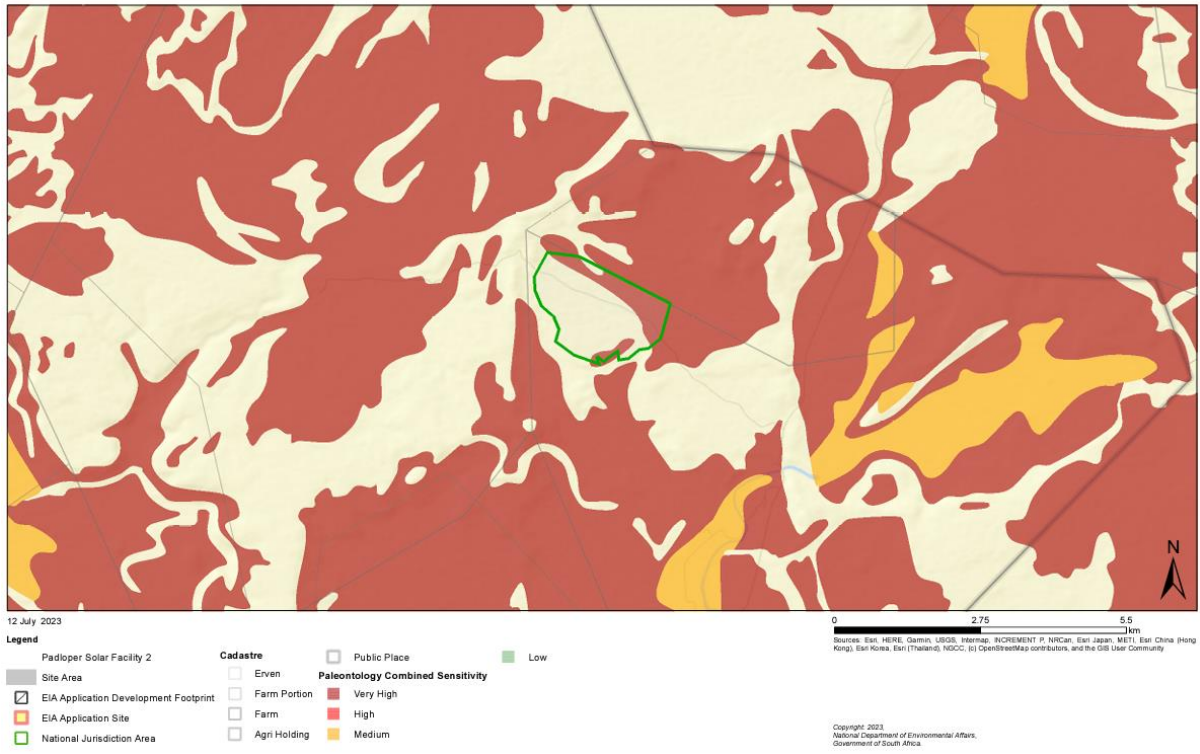 N
12 July 2023
0 2.75 5.5
km
Sources: Esri, HERE, Garmin, USGS, Intermap, INCREMENT P, NRCan, Esri Japan, METI, Esri China (Hong
Kong), Esri Korea, Esri (Thailand), NGCC, (c) OpenStreetMap contributors, and the GIS User Community
Legend
Padloper Solar Facility 2
Site Area
EIA Application Development Footprint
EIA Application Site
National Jurisdiction Area
Cadastre
Erven
Farm Portion
Farm
Agri Holding
Public Place
Paleontology Combined Sensitivity
Very High
High
Medium
Low
Copyright: 2023,
National Department of Environmental Affairs,
Government of South Africa.